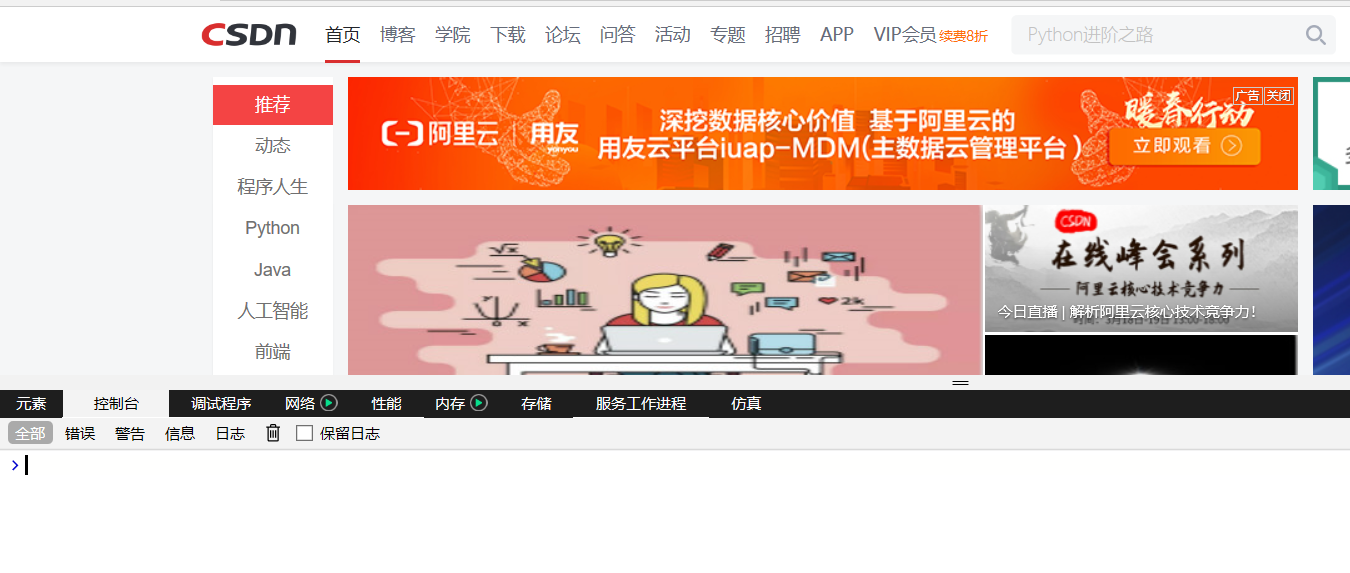 CSDN 首页 博客 学院 下载 论坛 问答 活动 专题 招聘 APP VIP会员 续费8折 Python进阶之路
推荐
动态
程序人生
Python
Java
人工智能
前端
阿里云 用友 yonyou
深挖数据核心价值 基于阿里云的
用友云平台iuap-MDM(主数据云管理平台)
暖春行动
广告 关闭
立即观看
√x
2k
CSDN
在线峰会系列
阿里云核心技术竞争力
今日直播 | 解析阿里云核心技术竞争力!
元素 控制台 调试程序 网络 性能 内存 存储 服务工作进程 仿真
全部 错误 警告 信息 日志 保留日志